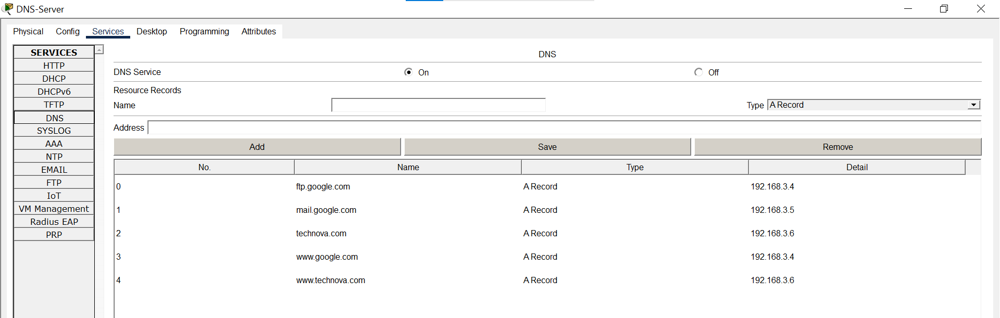 DNS-Server
Physical Config Services Desktop Programming Attributes
SERVICES
HTTP
DHCP
DHCPv6
TFTP
DNS
SYSLOG
AAA
NTP
EMAIL
FTP
IoT
VM Management
Radius EAP
PRP
DNS
DNS Service On Off
Resource Records
Name Type A Record
Address
Add Save Remove
No. Name Type Detail
0 ftp.google.com A Record 192.168.3.4
1 mail.google.com A Record 192.168.3.5
2 technova.com A Record 192.168.3.6
3 www.google.com A Record 192.168.3.4
4 www.technova.com A Record 192.168.3.6